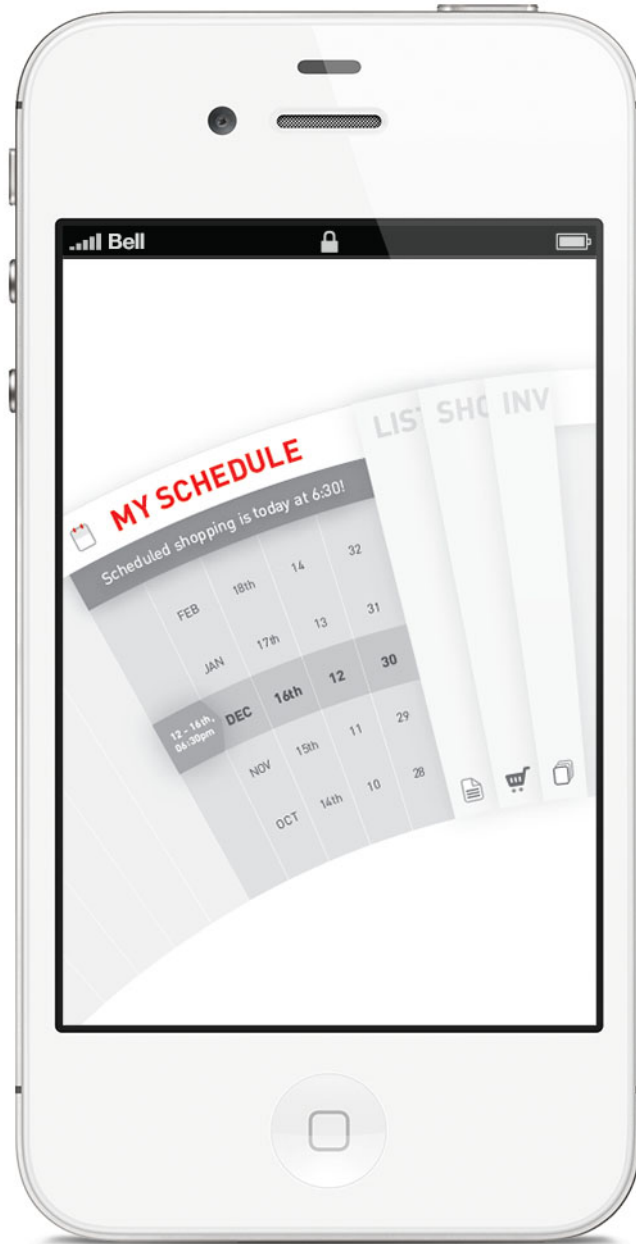 Bell
LIST SHO INV
MY SCHEDULE
Scheduled shopping is today at 6:30!
FEB 18th 14 32
JAN 17th 13 31
12 - 16th,
06:30pm
DEC 16th 12 30
NOV 15th 11 29
OCT 14th 10 28